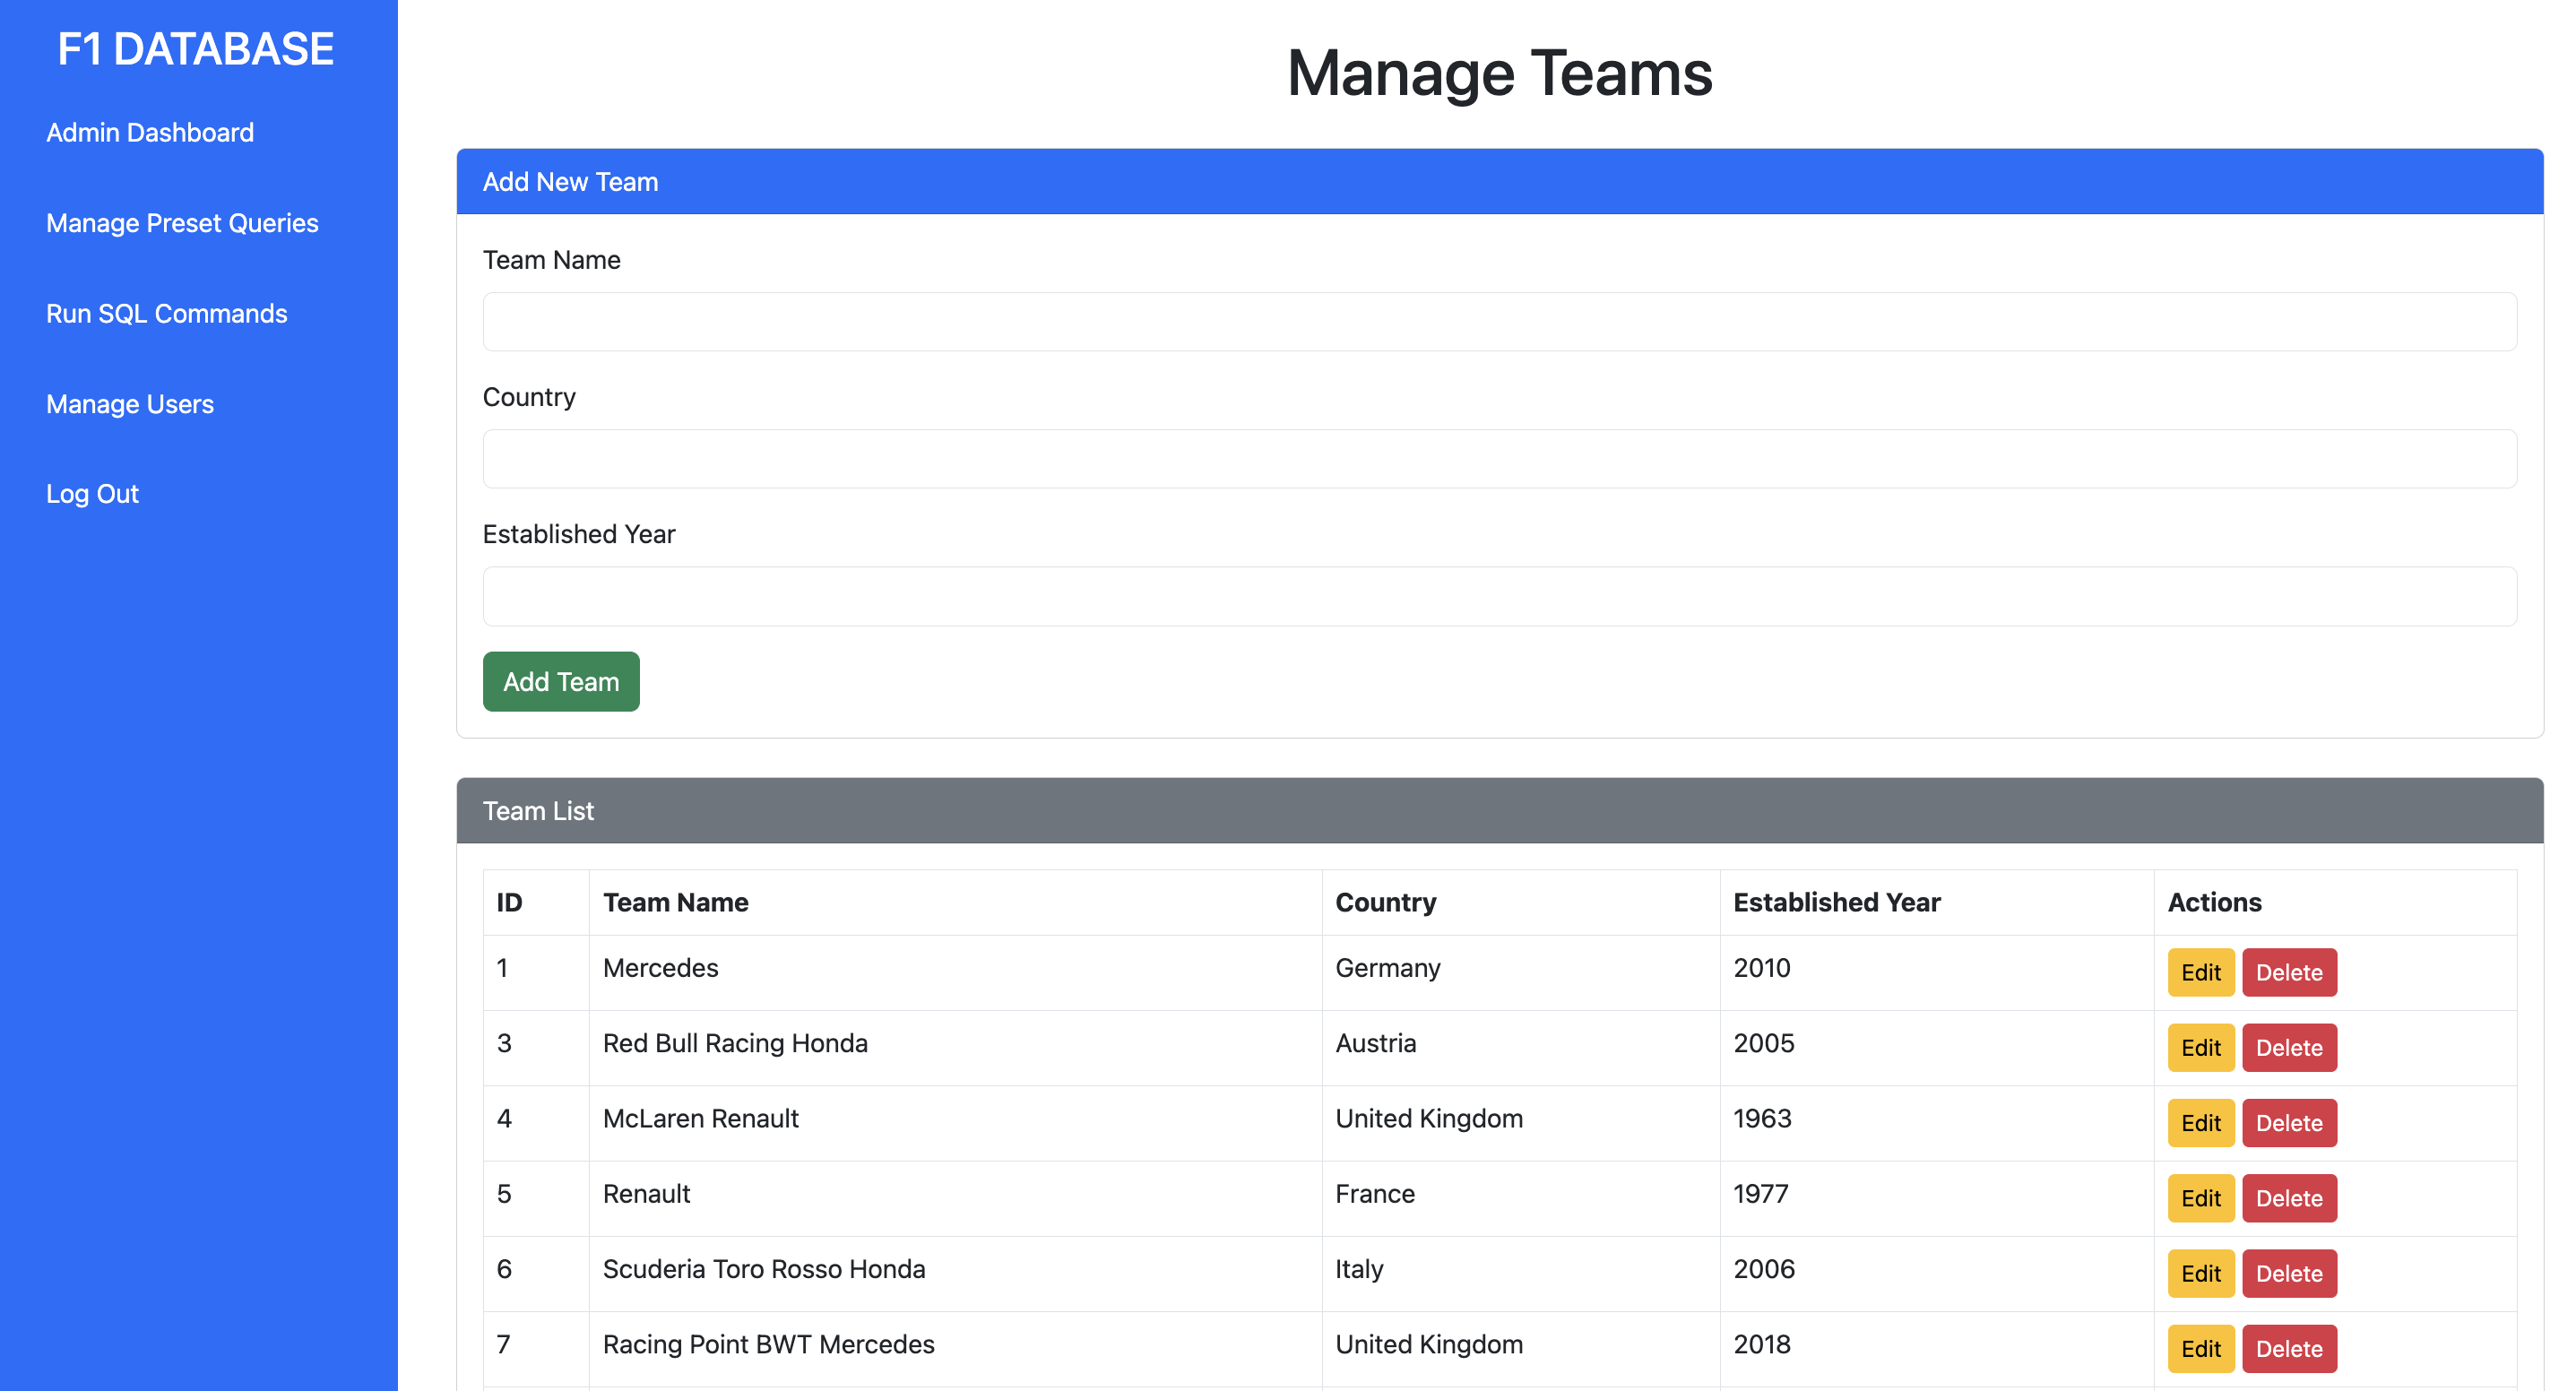 F1 DATABASE
Admin Dashboard
Manage Preset Queries
Run SQL Commands
Manage Users
Log Out
Manage Teams
Add New Team
Team Name
Country
Established Year
Add Team
Team List
ID Team Name Country Established Year Actions
1 Mercedes Germany 2010 Edit Delete
3 Red Bull Racing Honda Austria 2005 Edit Delete
4 McLaren Renault United Kingdom 1963 Edit Delete
5 Renault France 1977 Edit Delete
6 Scuderia Toro Rosso Honda Italy 2006 Edit Delete
7 Racing Point BWT Mercedes United Kingdom 2018 Edit Delete